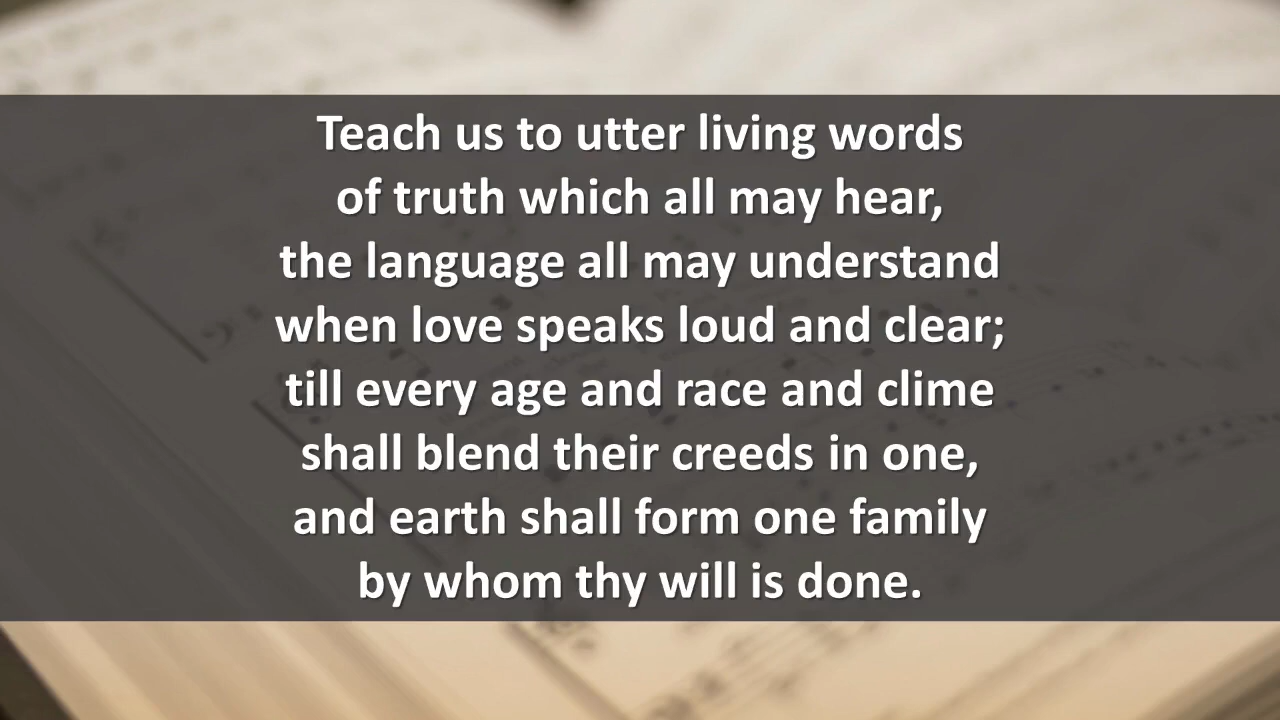 Teach us to utter living words
of truth which all may hear,
the language all may understand
when love speaks loud and clear;
till every age and race and clime
shall blend their creeds in one,
and earth shall form one family
by whom thy will is done.